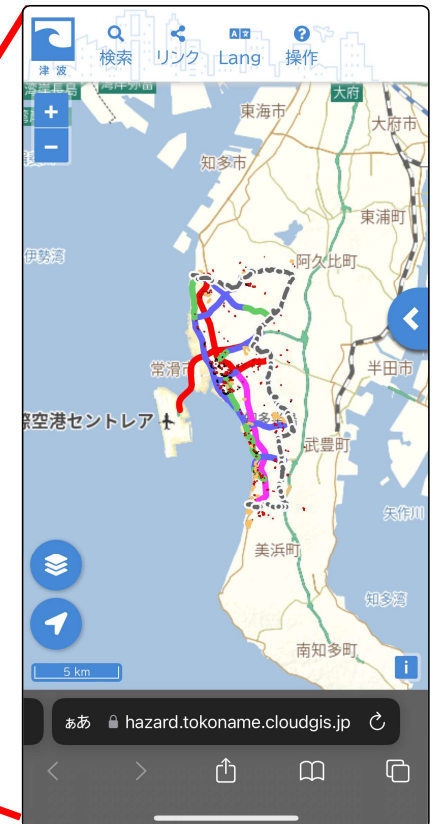 津波
検索
リンク
Lang
操作
大府
東海市
大府市
知多市
東浦町
伊勢湾
阿久比町
常滑市
半田市
空港セントレア
武豊町
矢作川
美浜町
知多湾
南知多町
5 km
ぁあ hazard.tokoname.cloudgis.jp